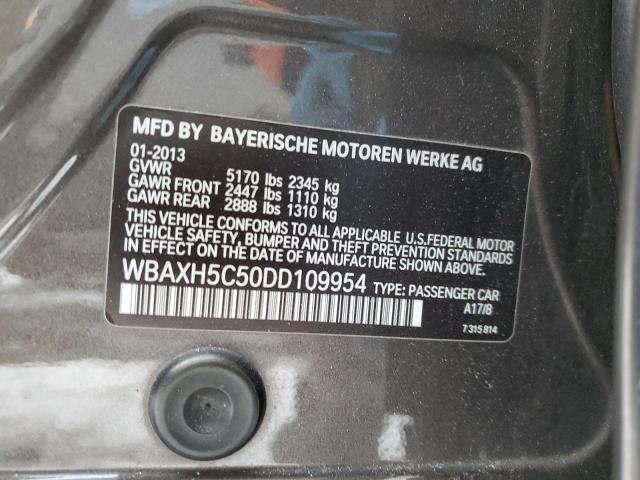 MFD BY BAYERISCHE MOTOREN WERKE AG
01-2013
GVWR 5170 lbs 2345 kg
GAWR FRONT 2447 lbs 1110 kg
GAWR REAR 2888 lbs 1310 kg
THIS VEHICLE CONFORMS TO ALL APPLICABLE U.S.FEDERAL MOTOR
VEHICLE SAFETY, BUMPER AND THEFT PREVENTION STANDARDS
IN EFFECT ON THE DATE OF MANUFACTURE SHOWN ABOVE.
WBAXH5C50DD109954 TYPE: PASSENGER CAR
A17/8
7315814